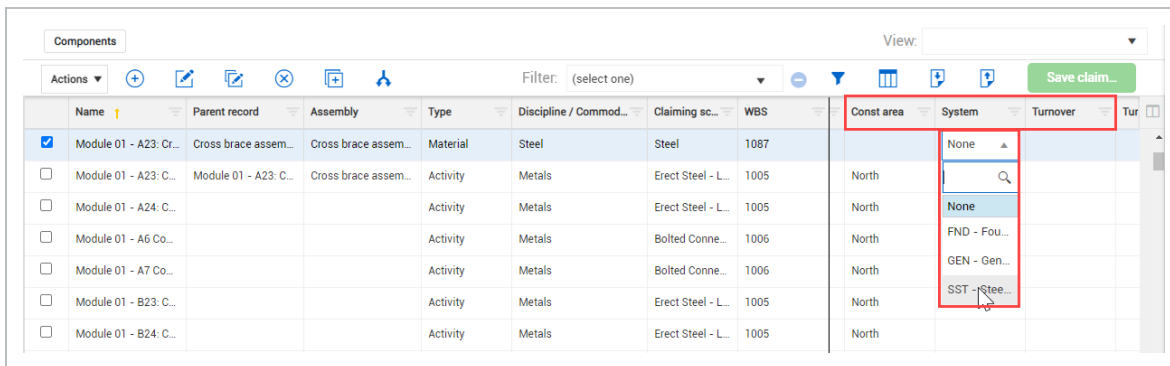 Components View:
Actions Filter: (select one) Save claim...
Name Parent record Assembly Type Discipline / Commod... Claiming sc... WBS Const area System Turnover Tur
Module 01 - A23: Cr... Cross brace assem... Cross brace assem... Material Steel Steel 1087 None
Module 01 - A23: C... Module 01 - A23: C... Cross brace assem... Activity Metals Erect Steel - L... 1005 North
Module 01 - A24: C... Activity Metals Erect Steel - L... 1005 North None
Module 01 - A6 Co... Activity Metals Bolted Conne... 1006 North FND - Fou...
Module 01 - A7 Co... Activity Metals Bolted Conne... 1006 North GEN - Gen...
Module 01 - B23: C... Activity Metals Erect Steel - L... 1005 North SST - Stee...
Module 01 - B24: C... Activity Metals Erect Steel - L... 1005 North